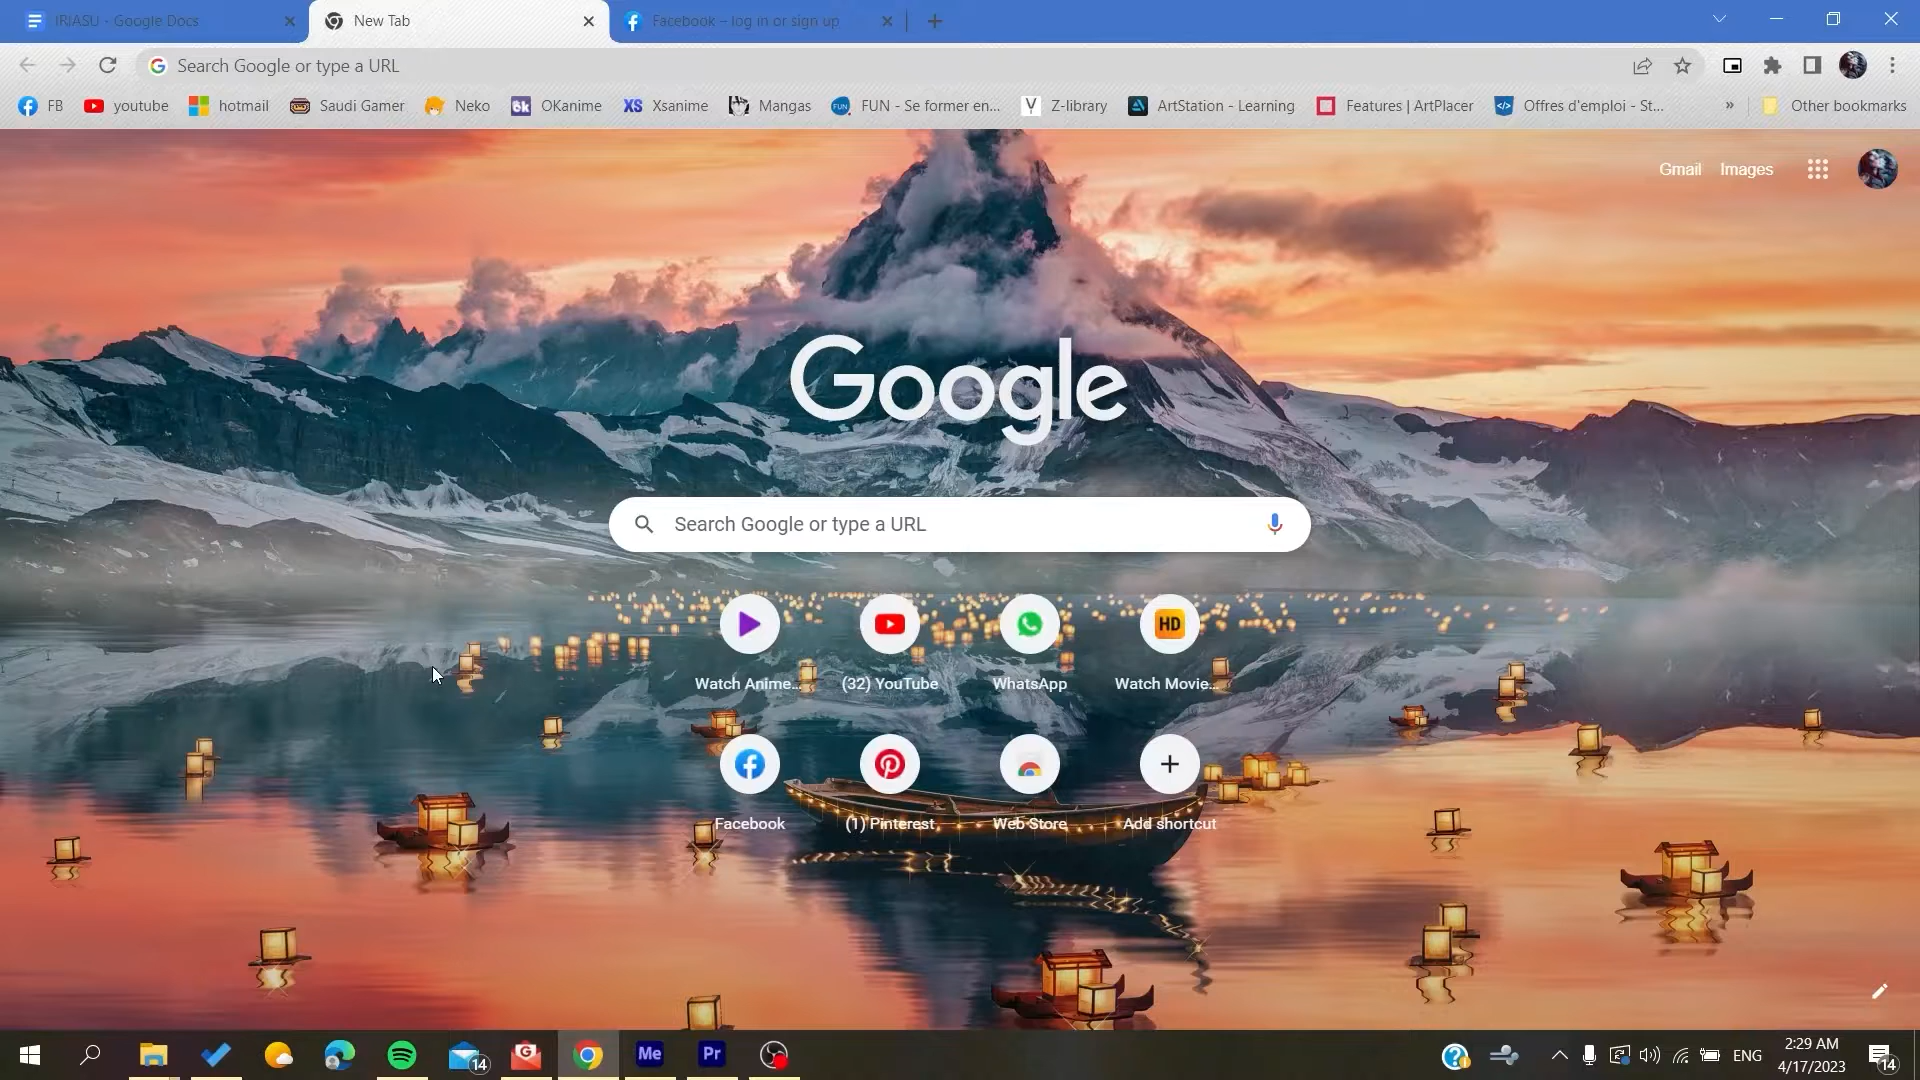 IRIASU - Google Docs
New Tab
Facebook – log in or sign up
Search Google or type a URL
FB
youtube
hotmail
Saudi Gamer
Neko
OKanime
Xsanime
Mangas
FUN - Se former en...
Z-library
ArtStation - Learning
Features | ArtPlacer
Offres d'emploi - St...
»
Other bookmarks
Gmail
Images
Google
Search Google or type a URL
HD
Watch Anime...
(32) YouTube
WhatsApp
Watch Movie...
Facebook
(1) Pinterest
Web Store
Add shortcut
14
Me
Pr
ENG
2:29 AM
4/17/2023
14